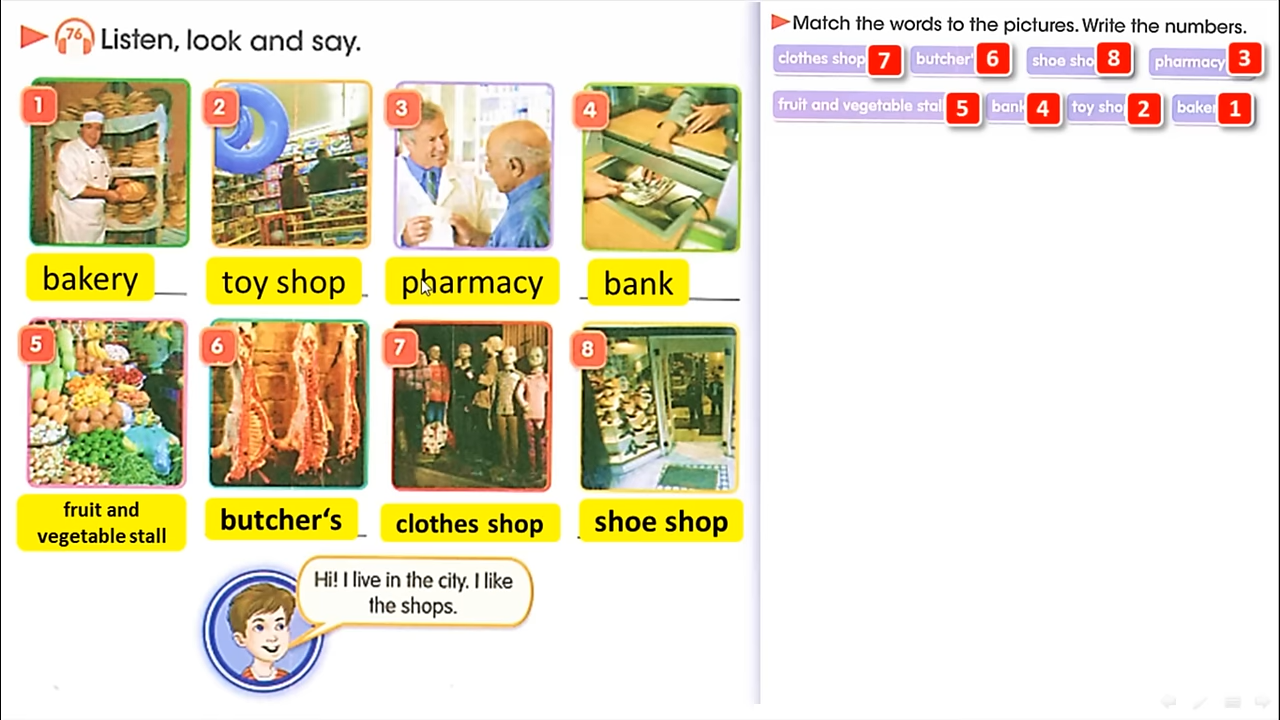 76 Listen, look and say.
1 2 3 4
bakery toy shop pharmacy bank
5 6 7 8
fruit and
vegetable stall
butcher‘s clothes shop shoe shop
Hi! I live in the city. I like
the shops.
Match the words to the pictures. Write the numbers.
clothes shop 7 butcher' 6 shoe sho 8 pharmacy 3
fruit and vegetable stal 5 bank 4 toy sho 2 baker 1